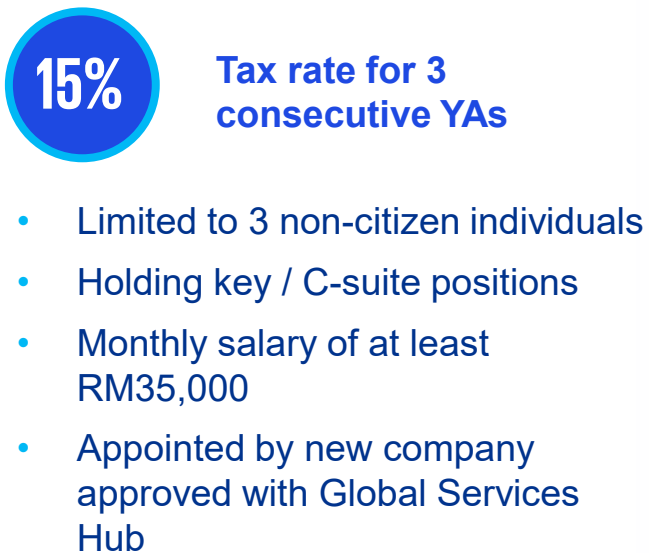 15%
Tax rate for 3
consecutive YAs
• Limited to 3 non-citizen individuals
• Holding key / C-suite positions
• Monthly salary of at least
RM35,000
• Appointed by new company
approved with Global Services
Hub